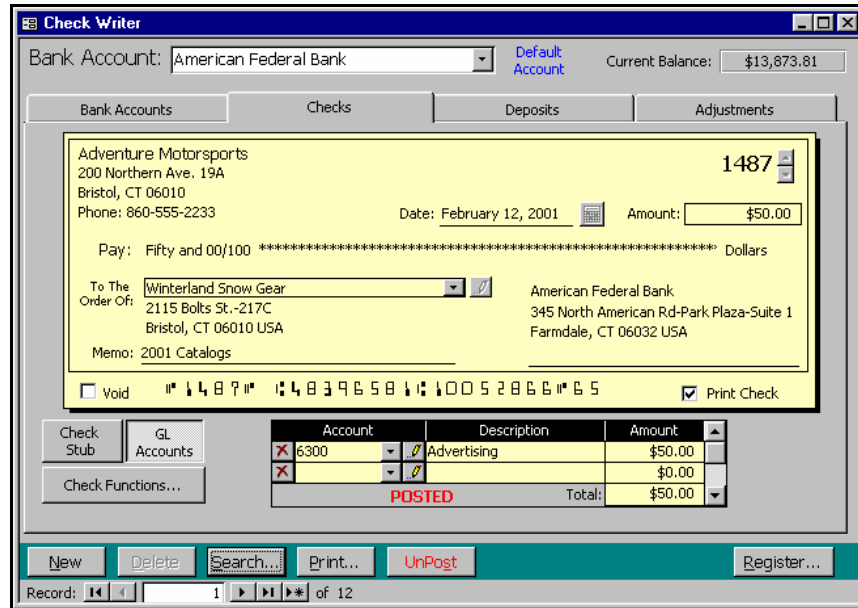 Check Writer
Bank Account: American Federal Bank Default Account Current Balance: $13,873.81
Bank Accounts Checks Deposits Adjustments
Adventure Motorsports 1487
200 Northern Ave. 19A
Bristol, CT 06010
Phone: 860-555-2233 Date: February 12, 2001 Amount: $50.00
Pay: Fifty and 00/100 ****************************************************************************** Dollars
To The Order Of: Winterland Snow Gear
2115 Bolts St.-217C
Bristol, CT 06010 USA
American Federal Bank
345 North American Rd-Park Plaza-Suite 1
Farmdale, CT 06032 USA
Memo: 2001 Catalogs
Void ⑈1487⑈ ⑆48396581⑆10052866⑈65 Print Check
Check Stub GL Accounts
Check Functions...
Account Description Amount
6300 Advertising $50.00
$0.00
POSTED Total: $50.00
New Delete Search... Print... UnPost Register...
Record: 1 of 12